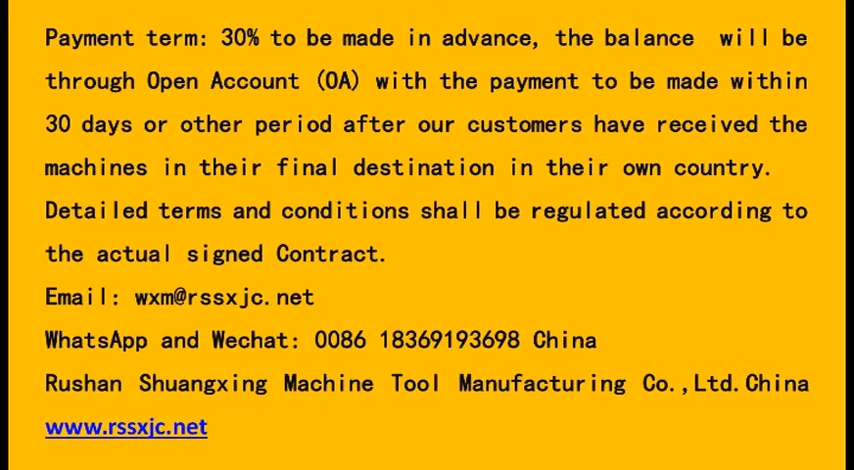 Payment term: 30% to be made in advance, the balance will be
through Open Account (OA) with the payment to be made within
30 days or other period after our customers have received the
machines in their final destination in their own country.
Detailed terms and conditions shall be regulated according to
the actual signed Contract.
Email: wxm@rssxjc.net
WhatsApp and Wechat: 0086 18369193698 China
Rushan Shuangxing Machine Tool Manufacturing Co.,Ltd.China
www.rssxjc.net